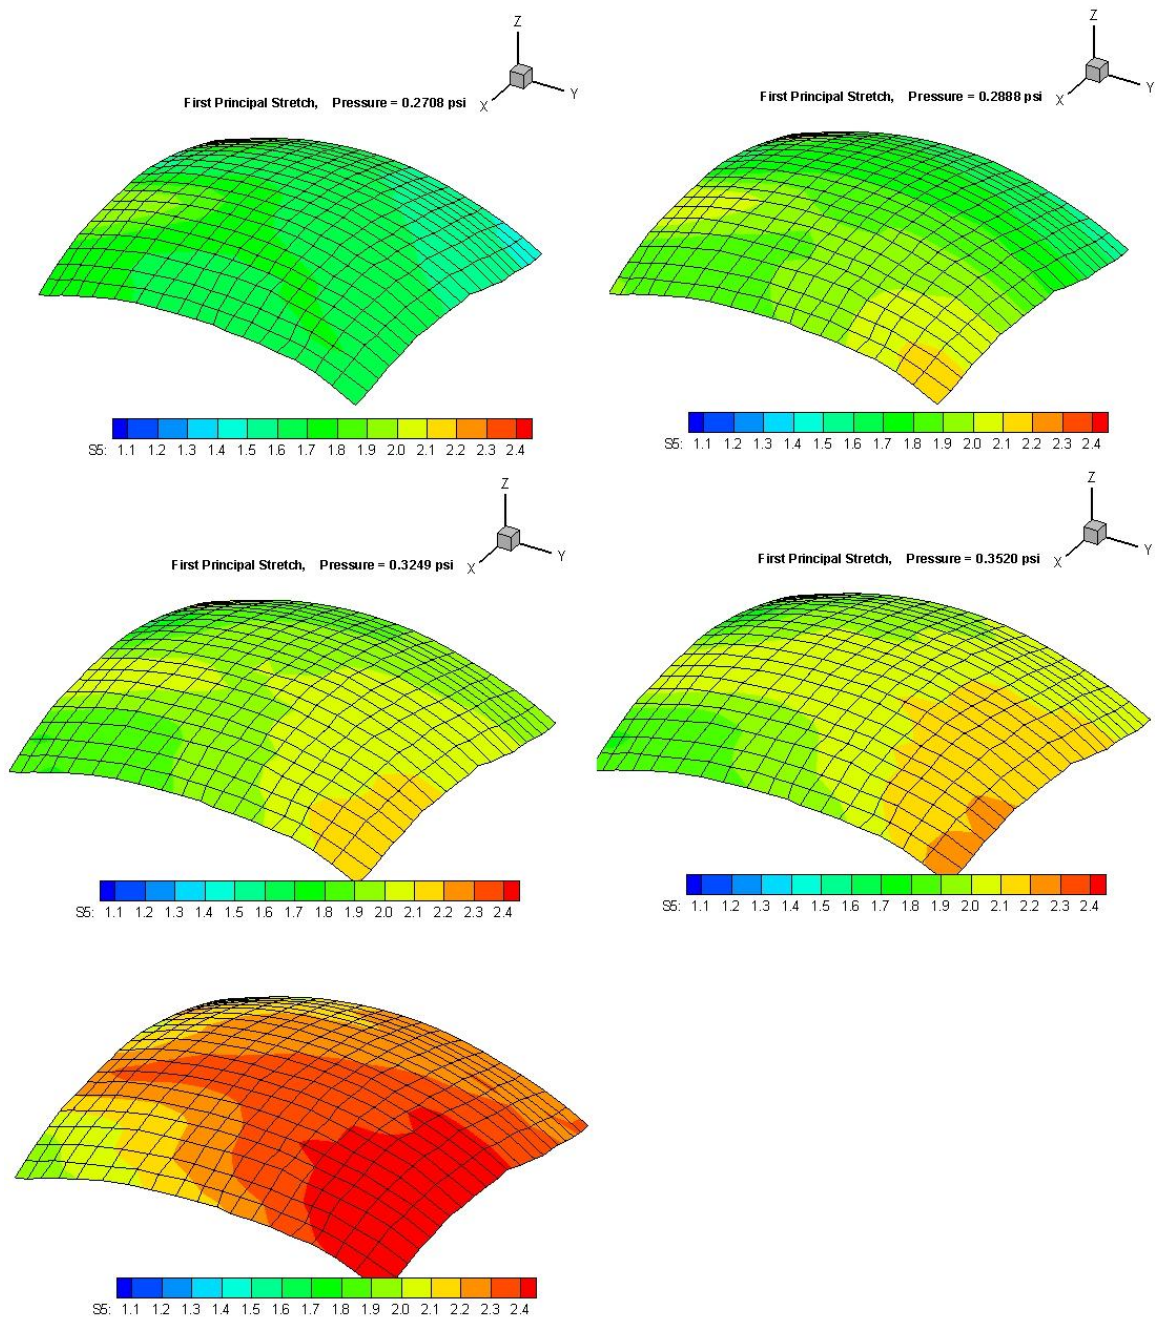 Z
Y
X
First Principal Stretch, Pressure = 0.2708 psi
S5: 1.1 1.2 1.3 1.4 1.5 1.6 1.7 1.8 1.9 2.0 2.1 2.2 2.3 2.4
Z
Y
X
First Principal Stretch, Pressure = 0.2888 psi
S5: 1.1 1.2 1.3 1.4 1.5 1.6 1.7 1.8 1.9 2.0 2.1 2.2 2.3 2.4
Z
Y
X
First Principal Stretch, Pressure = 0.3249 psi
S5: 1.1 1.2 1.3 1.4 1.5 1.6 1.7 1.8 1.9 2.0 2.1 2.2 2.3 2.4
Z
Y
X
First Principal Stretch, Pressure = 0.3520 psi
S5: 1.1 1.2 1.3 1.4 1.5 1.6 1.7 1.8 1.9 2.0 2.1 2.2 2.3 2.4
S5: 1.1 1.2 1.3 1.4 1.5 1.6 1.7 1.8 1.9 2.0 2.1 2.2 2.3 2.4